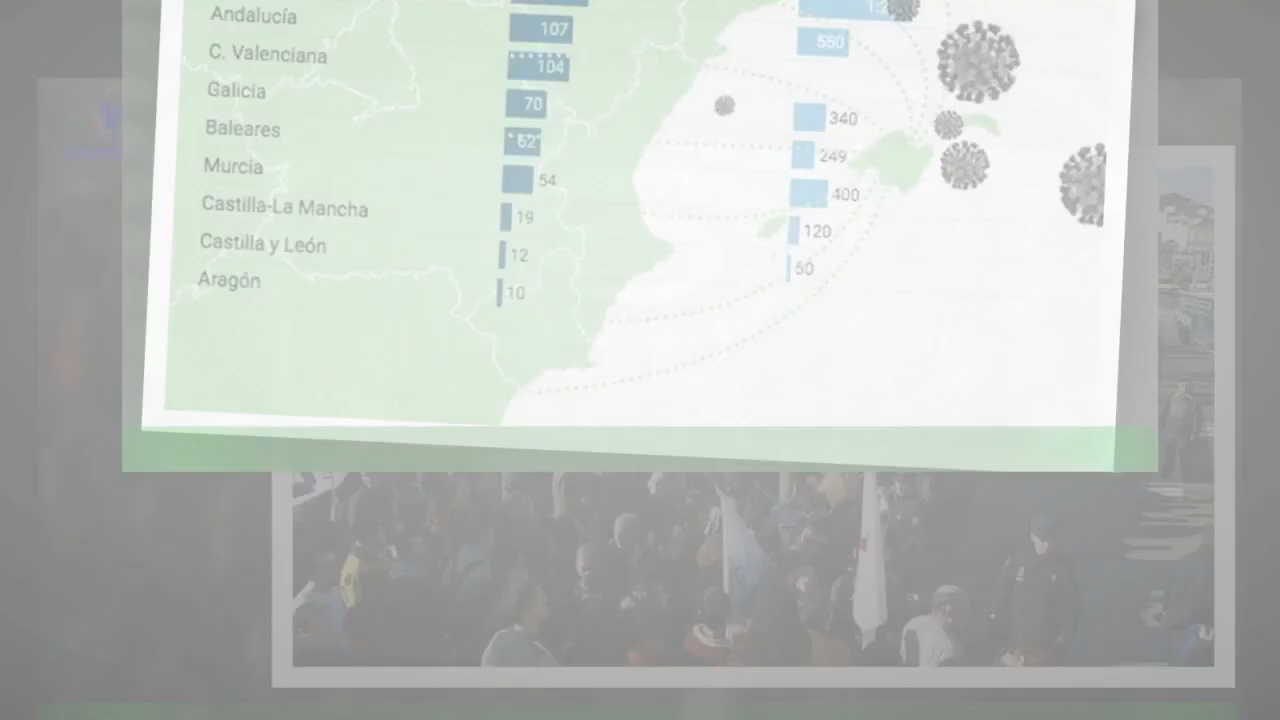 Andalucía 107 550
C. Valenciana 104
Galicia 70 340
Baleares 62 249
Murcia 54 400
Castilla-La Mancha 19 120
Castilla y León 12 50
Aragón 10